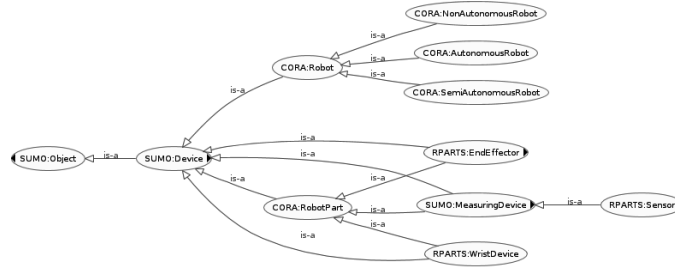 CORA:NonAutonomousRobot
is-a
CORA:AutonomousRobot
is-a
CORA:Robot
is-a
CORA:SemiAutonomousRobot
is-a
is-a
RPARTS:EndEffector
SUMO:Object
is-a
SUMO:Device
is-a
is-a
is-a
CORA:RobotPart
is-a
SUMO:MeasuringDevice
is-a
RPARTS:Sensor
is-a
is-a
RPARTS:WristDevice